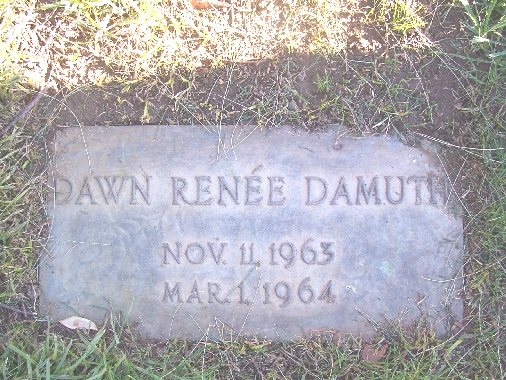 DAWN RENÉE DAMUTH
NOV. 11, 1963
MAR. 1, 1964